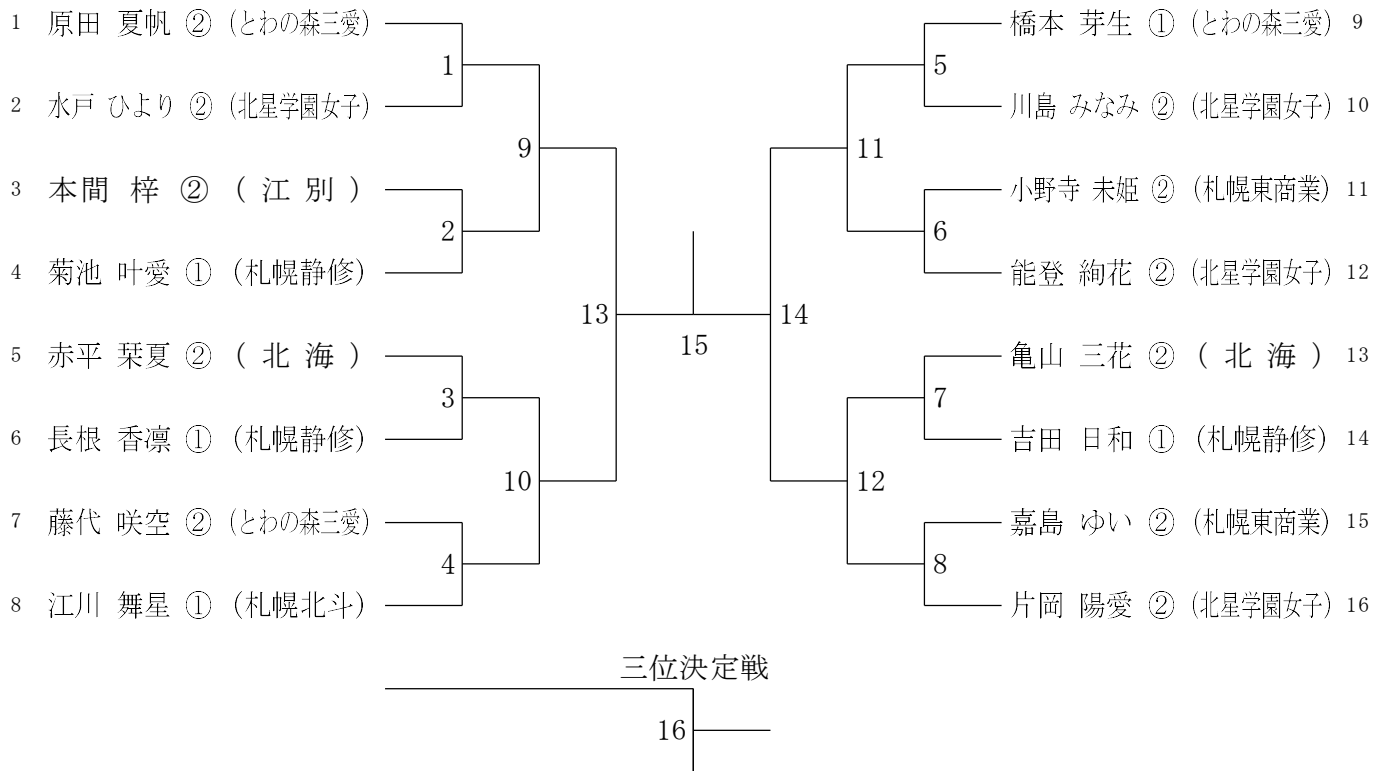 1 原田 夏帆 ② (とわの森三愛)
2 水戸 ひより ② (北星学園女子)
3 本間 梓 ② ( 江 別 )
4 菊池 叶愛 ① (札幌静修)
5 赤平 栞夏 ② ( 北 海 )
6 長根 香凛 ① (札幌静修)
7 藤代 咲空 ② (とわの森三愛)
8 江川 舞星 ① (札幌北斗)
1
2
3
4
9
10
13
15
14
11
12
5
6
7
8
橋本 芽生 ① (とわの森三愛) 9
川島 みなみ ② (北星学園女子) 10
小野寺 未姫 ② (札幌東商業) 11
能登 絢花 ② (北星学園女子) 12
亀山 三花 ② ( 北 海 ) 13
吉田 日和 ① (札幌静修) 14
嘉島 ゆい ② (札幌東商業) 15
片岡 陽愛 ② (北星学園女子) 16
三位決定戦
16